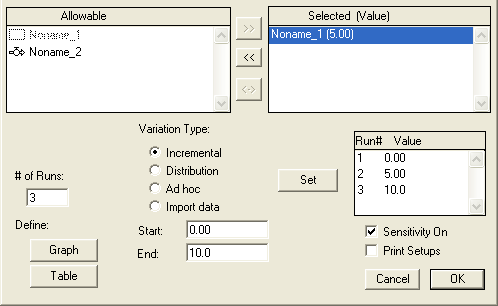 Allowable
Selected (Value)
Noname_1
Noname_2
>>
<<
<->
Noname_1 (5.00)
Variation Type:
Incremental
Distribution
Ad hoc
Import data
# of Runs:
3
Define:
Graph
Table
Start: 0.00
End: 10.0
Set
Run# Value
1 0.00
2 5.00
3 10.0
Sensitivity On
Print Setups
Cancel
OK